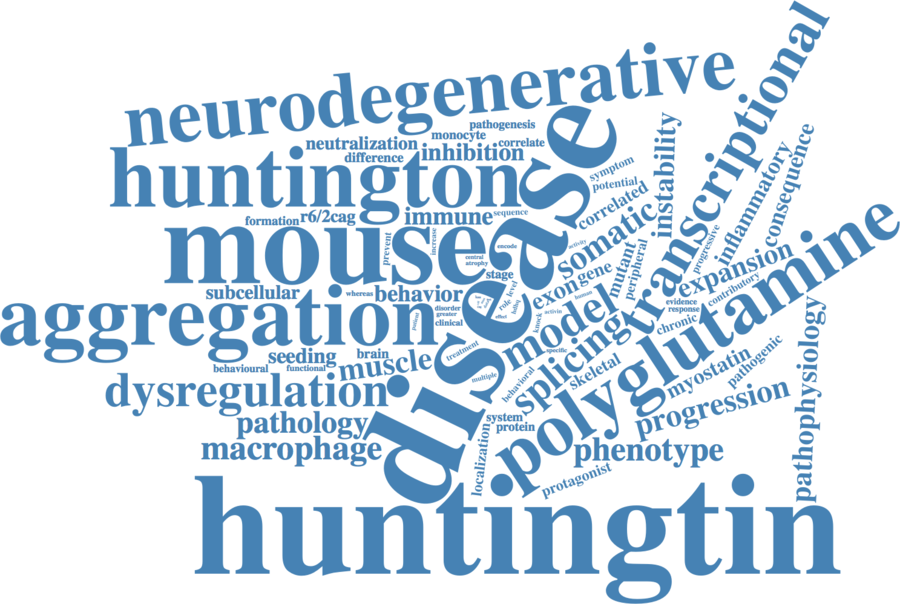 neurodegenerative
transcriptional
pathogenesis
monocyte
neutralization
correlate
difference
inhibition
huntington
disease
instability
symptom
potential
inflammatory
consequence
formation
r6/2cag
immune
sequence
correlated
somatic
mouse
prevent
increase
encode
activity
central
atrophy
stage
mutant
peripheral
progressive
expansion
polyglutamine
subcellular
whereas
behavior
disorder
greater
clinical
level
role
exon
gene
human
evidence
response
contributory
aggregation
activin
knock
effect
model
chronic
seeding
brain
behavioural
functional
muscle
treatment
specific
splicing
skeletal
multiple
behavioral
myostatin
pathogenic
pathophysiology
dysregulation
pathology
macrophage
system
protein
progression
localization
phenotype
protagonist
huntingtin